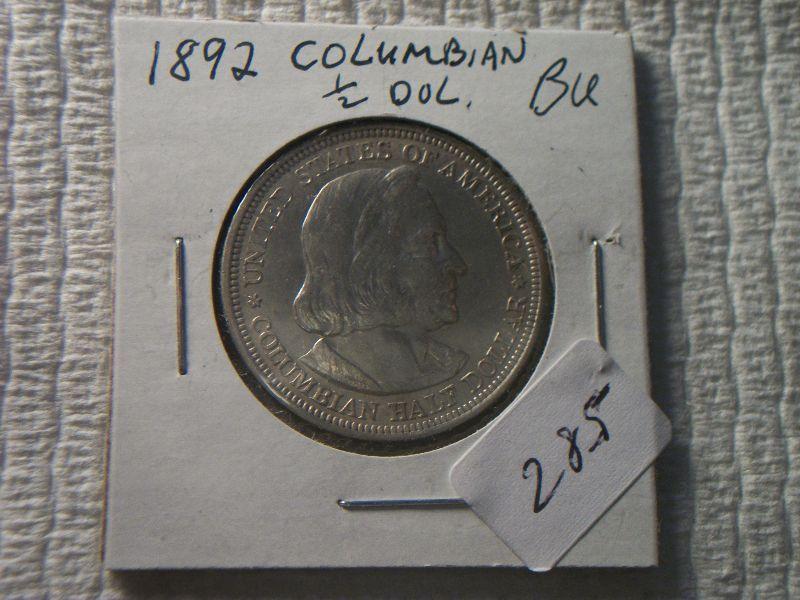 1892 COLUMBIAN BU
½ DOL.
UNITED STATES OF AMERICA
COLUMBIAN HALF DOLLAR
285